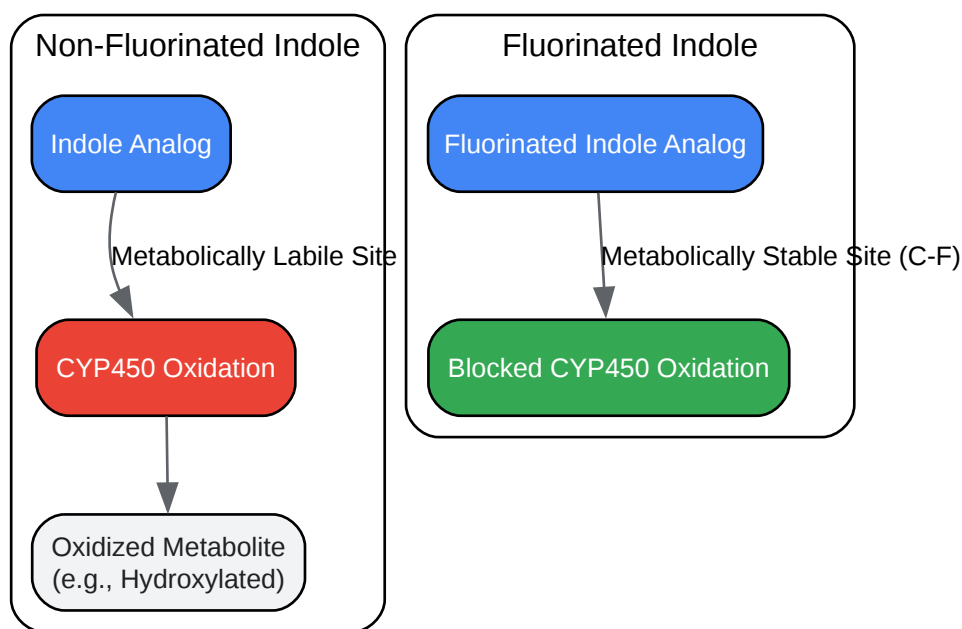 Non-Fluorinated Indole
Indole Analog
Metabolically Labile Site
CYP450 Oxidation
Oxidized Metabolite
(e.g., Hydroxylated)
Fluorinated Indole
Fluorinated Indole Analog
Metabolically Stable Site (C-F)
Blocked CYP450 Oxidation